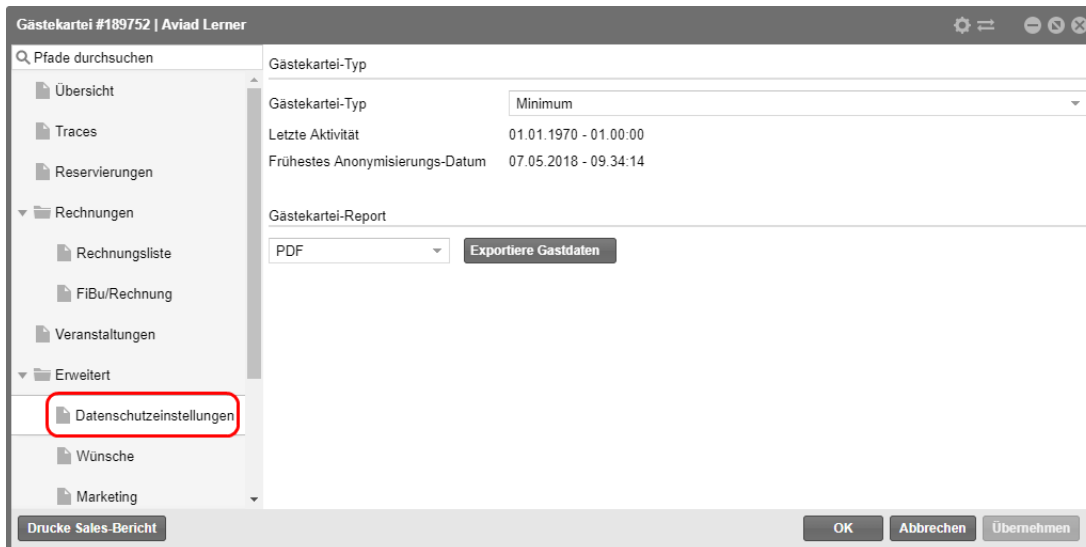 Gästekartei #189752 | Aviad Lerner
Pfade durchsuchen
Übersicht
Traces
Reservierungen
Rechnungen
Rechnungsliste
FiBu/Rechnung
Veranstaltungen
Erweitert
Datenschutzeinstellungen
Wünsche
Marketing
Gästekartei-Typ
Gästekartei-Typ Minimum
Letzte Aktivität 01.01.1970 - 01.00:00
Frühestes Anonymisierungs-Datum 07.05.2018 - 09.34:14
Gästekartei-Report
PDF Exportiere Gastdaten
Drucke Sales-Bericht OK Abbrechen Übernehmen